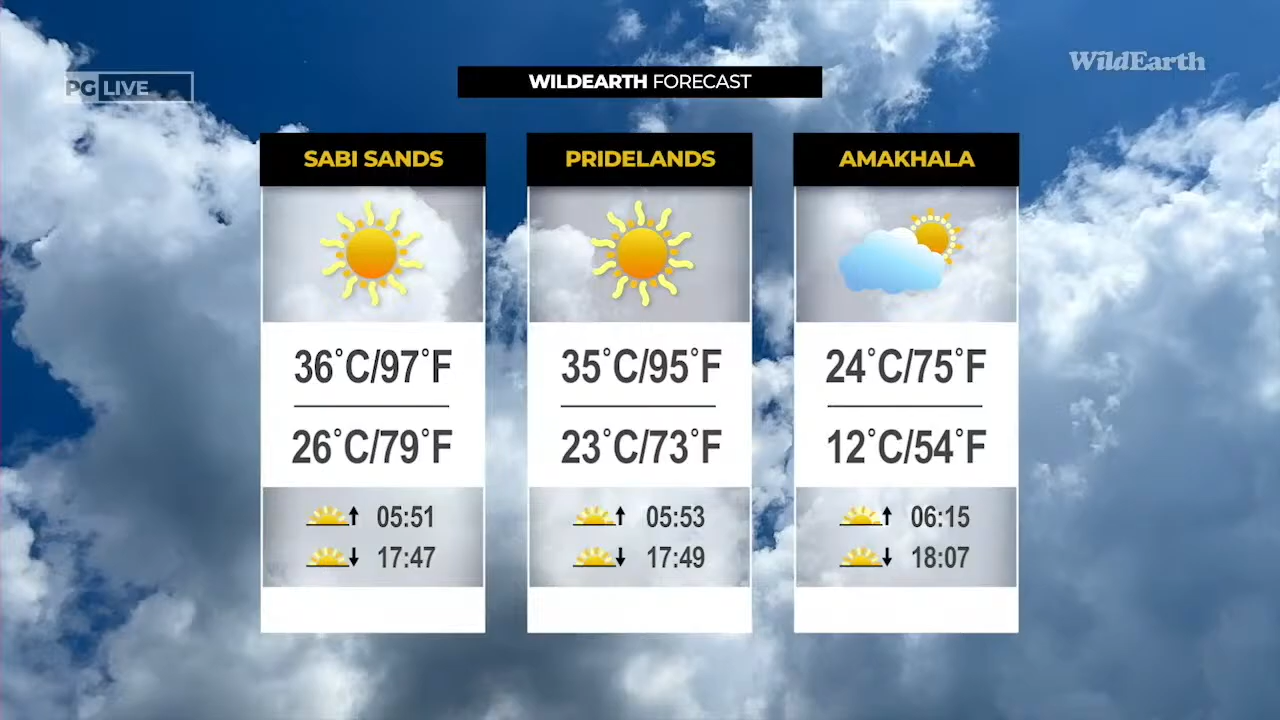 WildEarth
PG LIVE
WILDEARTH FORECAST
SABI SANDS
36°C/97°F
26°C/79°F
05:51
17:47
PRIDELANDS
35°C/95°F
23°C/73°F
05:53
17:49
AMAKHALA
24°C/75°F
12°C/54°F
06:15
18:07